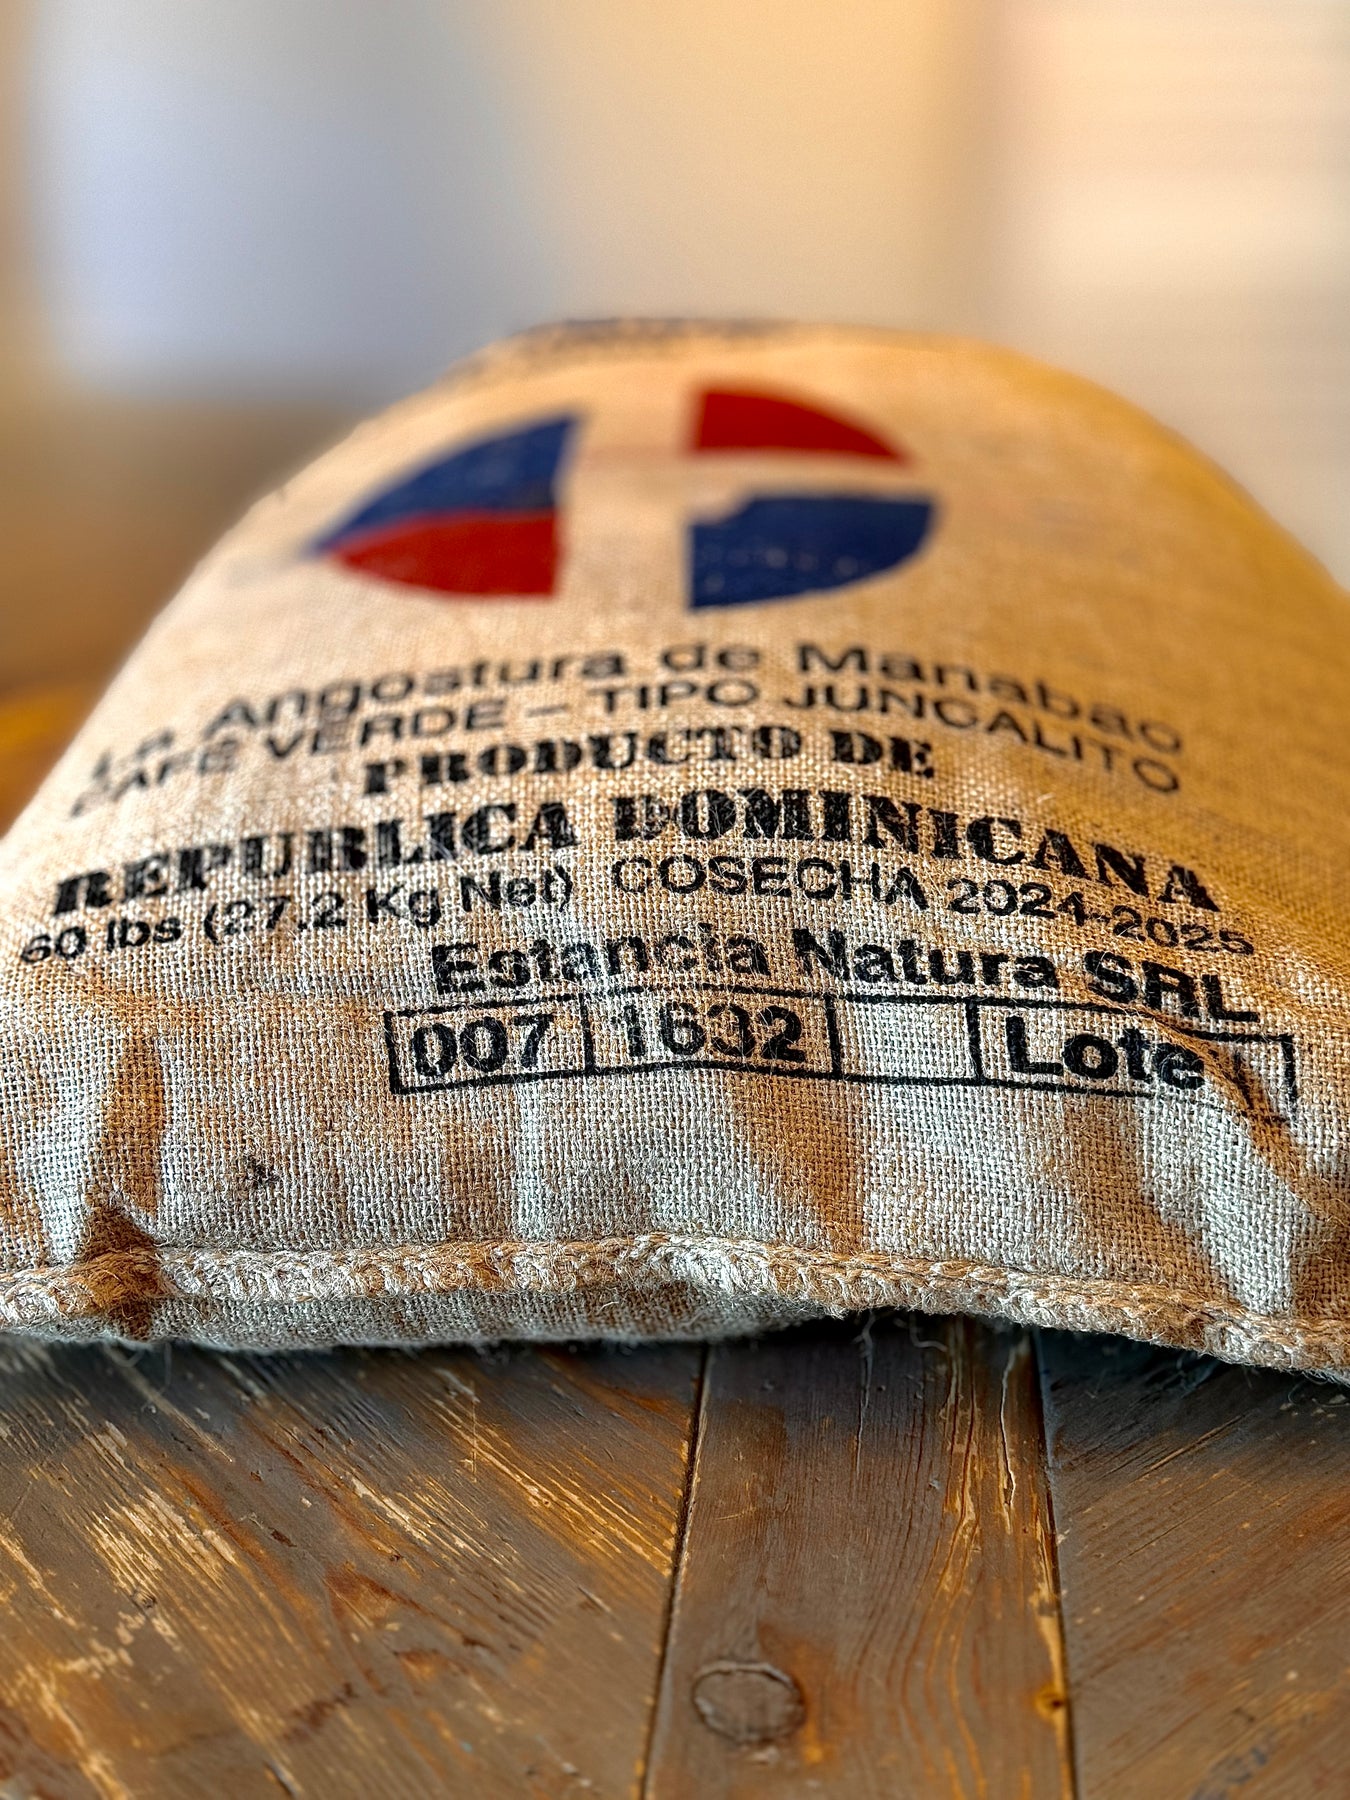 La Angostura de Manabao
CAFÉ VERDE – TIPO JUNCALITO
PRODUCTO DE
REPUBLICA DOMINICANA
60 lbs (27.2 Kg Net) COSECHA 2024-2025
Estancia Natura SRL
007 1632 Lote: